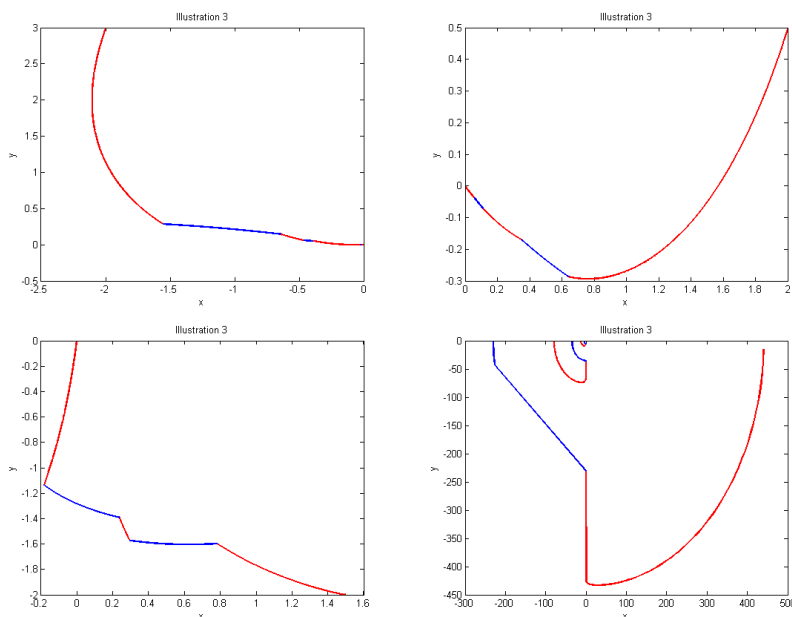 Illustration 3
3
2.5
2
1.5
1
0.5
0
-0.5
y
-2.5 -2 -1.5 -1 -0.5 0
x
Illustration 3
0.5
0.4
0.3
0.2
0.1
0
-0.1
-0.2
-0.3
y
0 0.2 0.4 0.6 0.8 1 1.2 1.4 1.6 1.8 2
x
Illustration 3
0
-0.2
-0.4
-0.6
-0.8
-1
-1.2
-1.4
-1.6
-1.8
-2
y
-0.2 0 0.2 0.4 0.6 0.8 1 1.2 1.4 1.6
x
Illustration 3
0
-50
-100
-150
-200
-250
-300
-350
-400
-450
y
-300 -200 -100 0 100 200 300 400 500
x